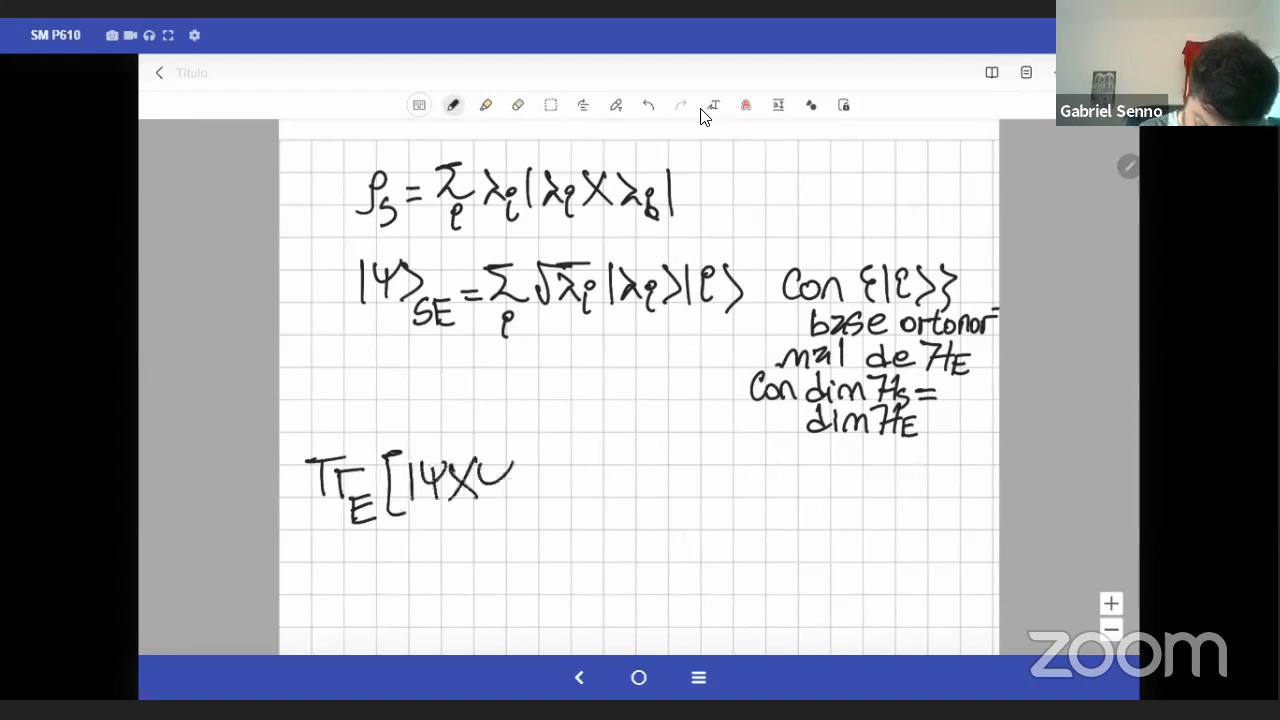 SM P610
Título
Gabriel Senno
ρ_S = Σ_i λ_i |λ_i X λ_i|
|Ψ⟩_SE = Σ_i √λ_i |λ_i⟩|i⟩ con {|i⟩}
base ortonor-
mal de H_E
con dim H_S =
dim H_E
Tr_E [|ΨX
zoom